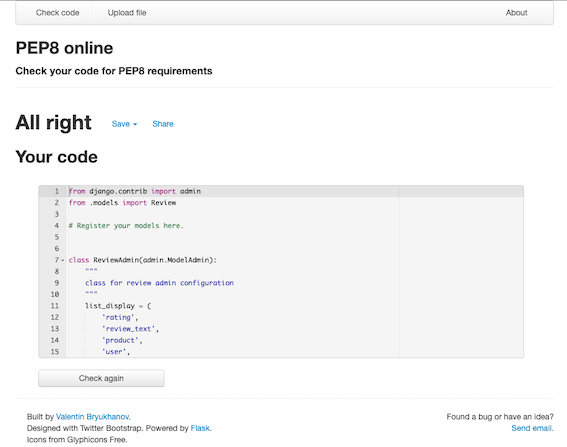 Check code Upload file About
PEP8 online
Check your code for PEP8 requirements
All right Save Share
Your code
1 from django.contrib import admin
2 from .models import Review
3
4 # Register your models here.
5
6
7 class ReviewAdmin(admin.ModelAdmin):
8 """
9 class for review admin configuration
10 """
11 list_display = (
12 'rating',
13 'review_text',
14 'product',
15 'user',
Check again
Built by Valentin Bryukhanov. Found a bug or have an idea?
Designed with Twitter Bootstrap. Powered by Flask. Send email.
Icons from Glyphicons Free.